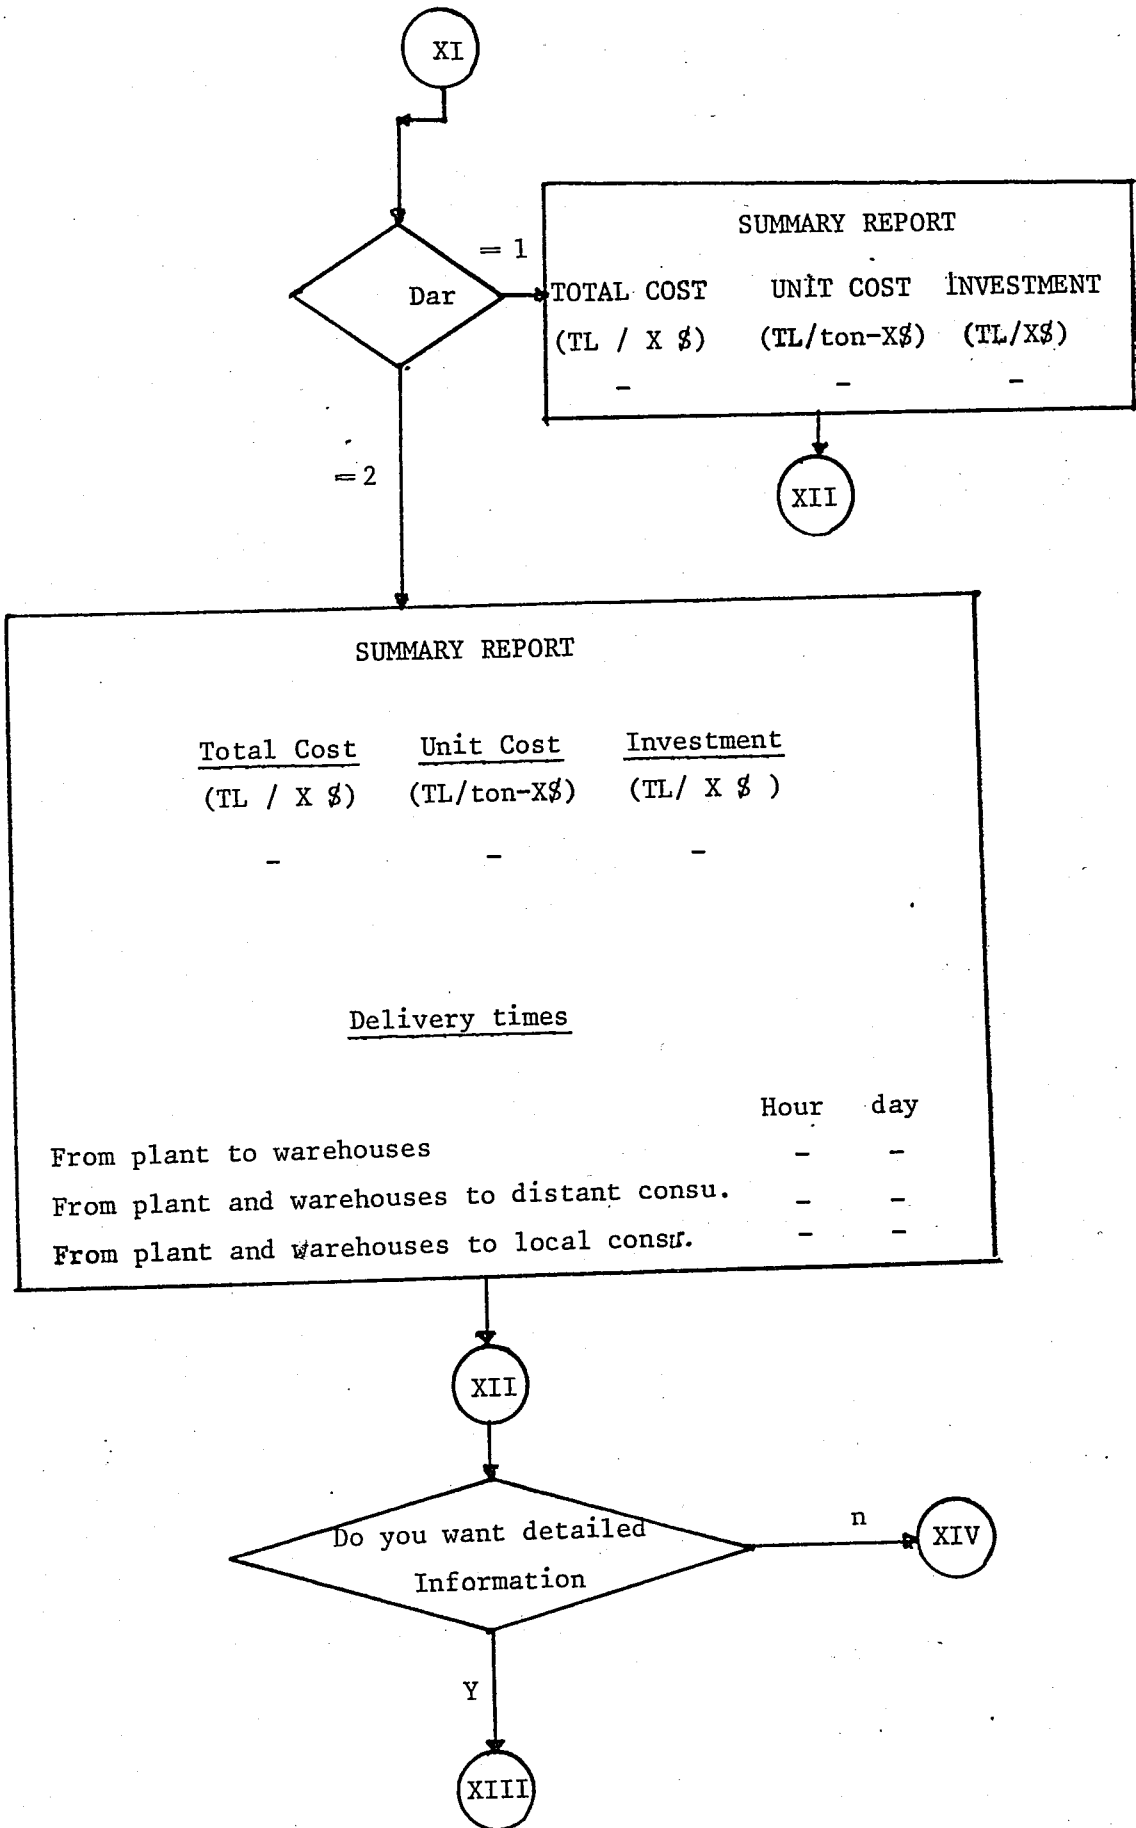 XI
= 1
Dar
SUMMARY REPORT
TOTAL COST UNİT COST İNVESTMENT
(TL / X $) (TL/ton-X$) (TL/X$)
- - -
XII
= 2
SUMMARY REPORT
Total Cost Unit Cost Investment
(TL / X $) (TL/ton-X$) (TL/ X $ )
- - -
Delivery times
Hour day
From plant to warehouses - -
From plant and warehouses to distant consu. - -
From plant and warehouses to local consu. - -
XII
Do you want detailed
Information
n
XIV
Y
XIII